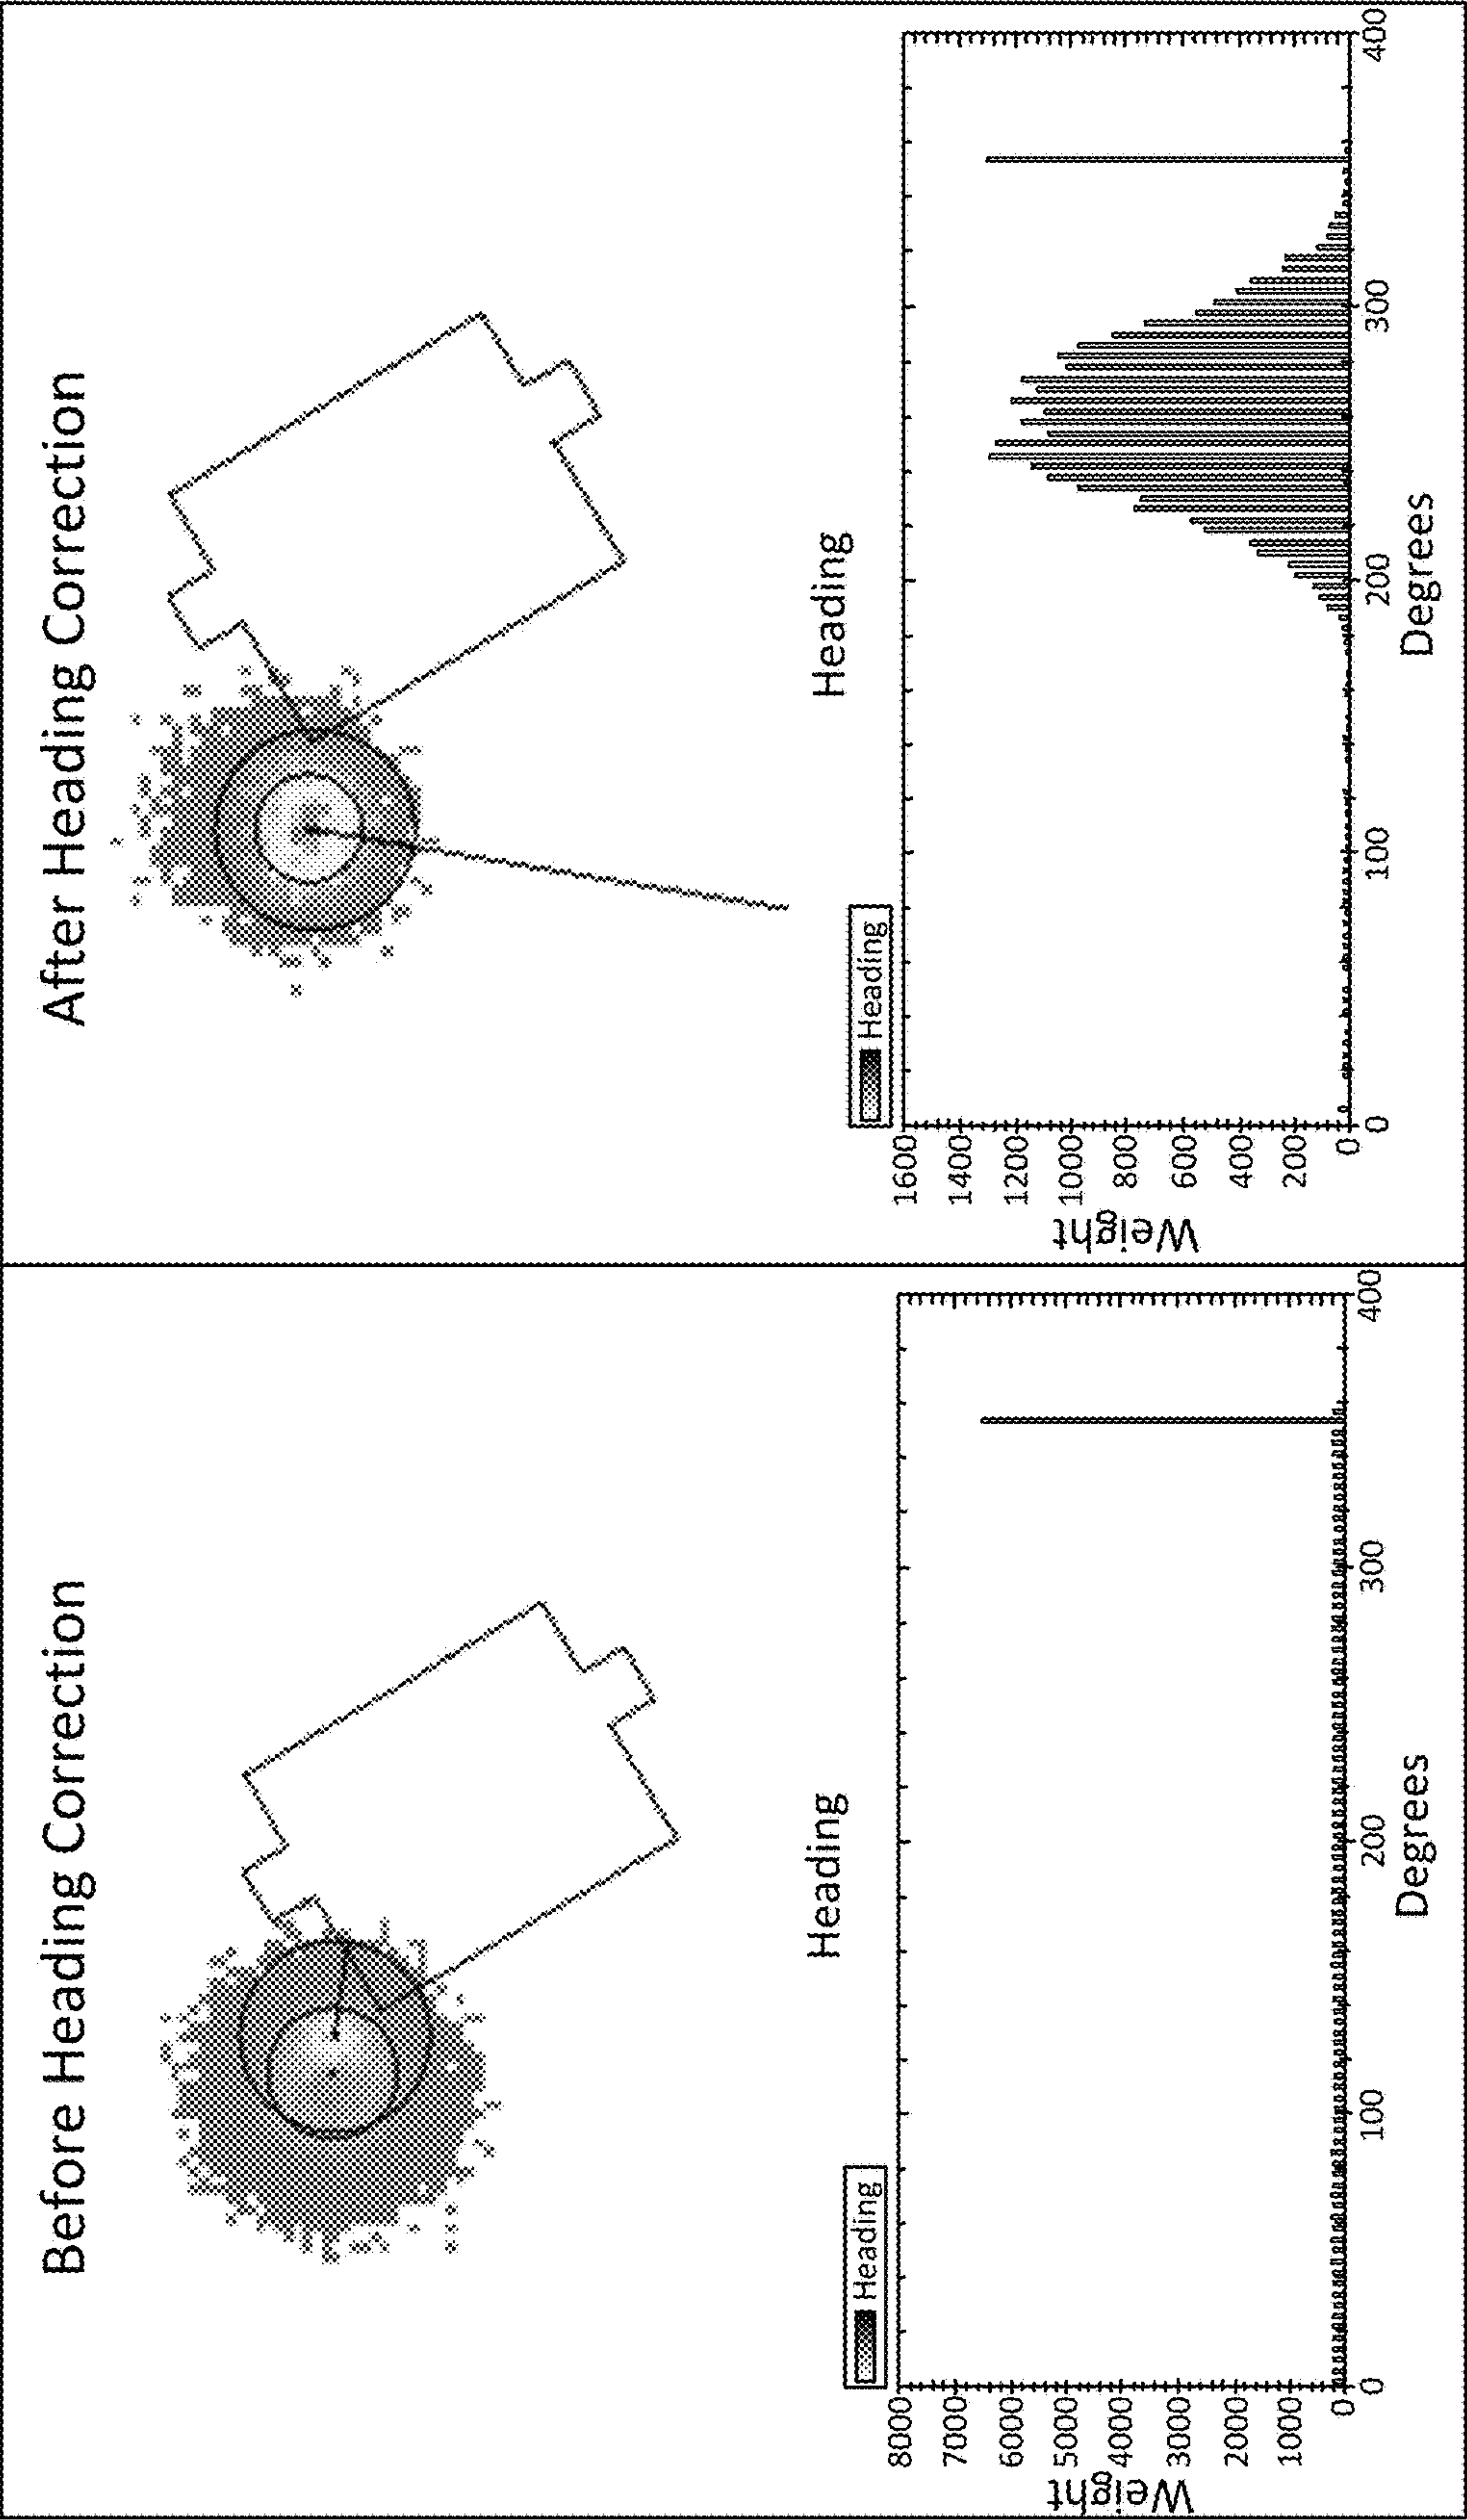 Before Heading Correction
Heading
Heading
Weight
8000
7000
6000
5000
4000
3000
2000
1000
0
0 100 200 300 400
Degrees
After Heading Correction
Heading
Heading
Weight
1600
1400
1200
1000
800
600
400
200
0
0 100 200 300 400
Degrees